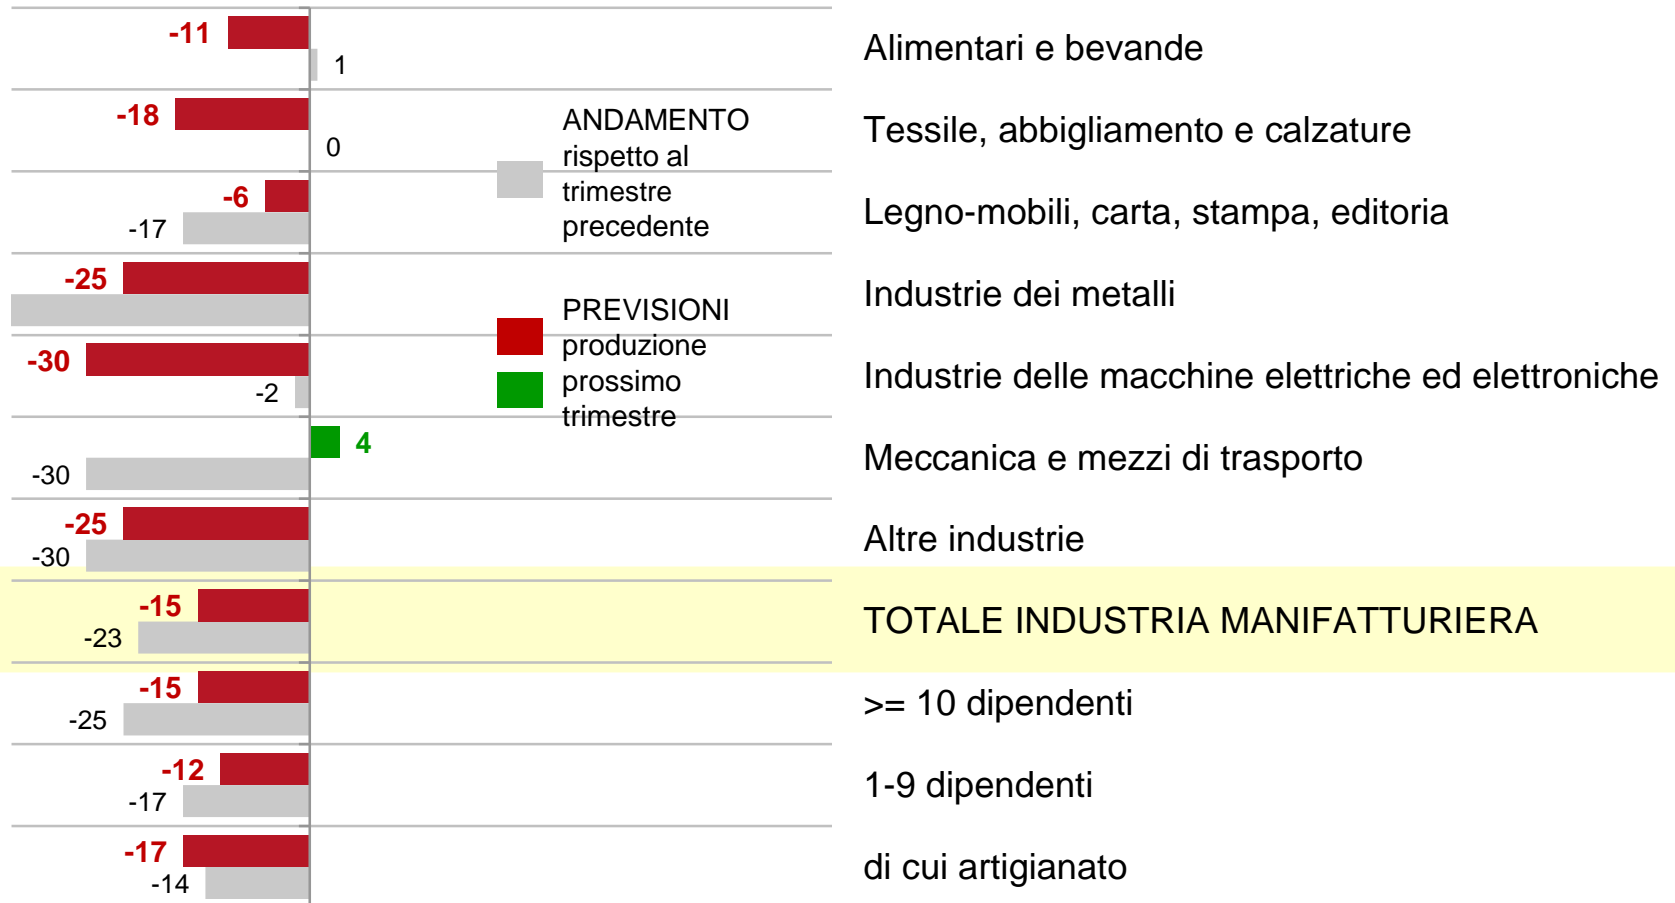 -11
1
Alimentari e bevande
-18
0
Tessile, abbigliamento e calzature
ANDAMENTO
rispetto al
trimestre
precedente
-6
-17
Legno-mobili, carta, stampa, editoria
-25
Industrie dei metalli
PREVISIONI
produzione
prossimo
trimestre
-30
-2
Industrie delle macchine elettriche ed elettroniche
4
-30
Meccanica e mezzi di trasporto
-25
-30
Altre industrie
-15
-23
TOTALE INDUSTRIA MANIFATTURIERA
-15
-25
>= 10 dipendenti
-12
-17
1-9 dipendenti
-17
-14
di cui artigianato